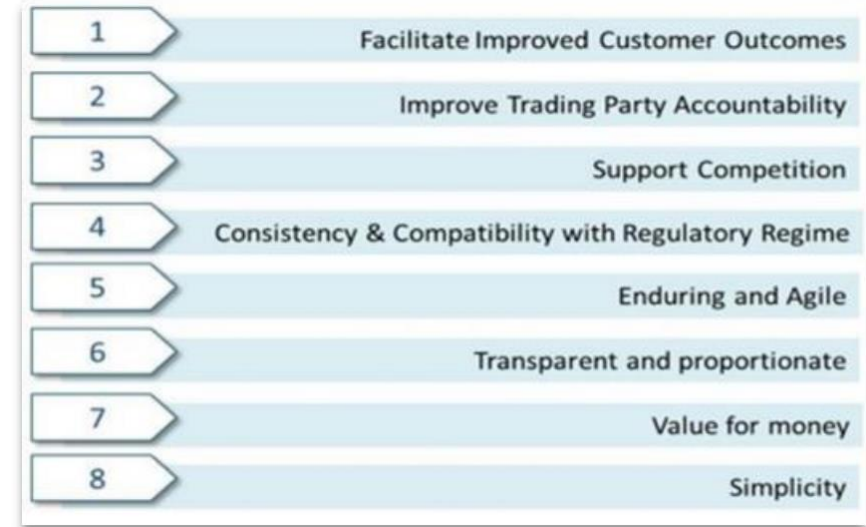 1 Facilitate Improved Customer Outcomes
2 Improve Trading Party Accountability
3 Support Competition
4 Consistency & Compatibility with Regulatory Regime
5 Enduring and Agile
6 Transparent and proportionate
7 Value for money
8 Simplicity